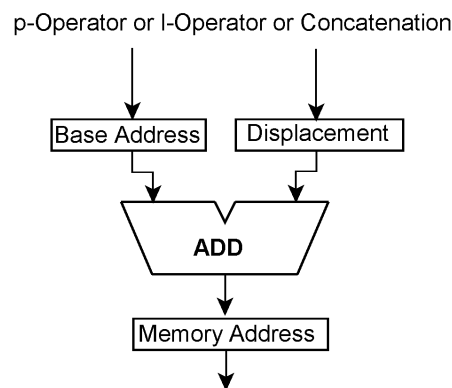 p-Operator or l-Operator or Concatenation
Base Address
Displacement
ADD
Memory Address